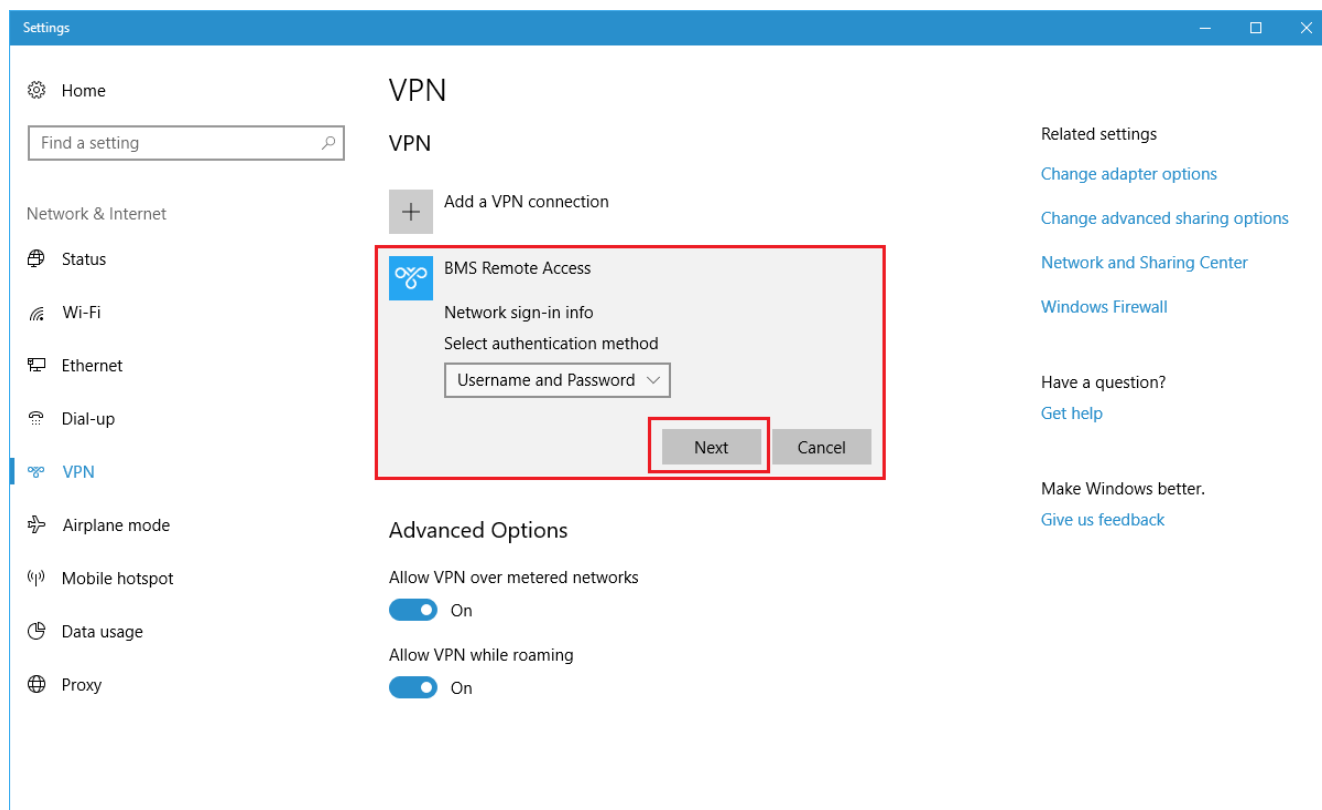 Settings
Home
Find a setting
Network & Internet
Status
Wi-Fi
Ethernet
Dial-up
VPN
Airplane mode
Mobile hotspot
Data usage
Proxy
VPN
VPN
Add a VPN connection
BMS Remote Access
Network sign-in info
Select authentication method
Username and Password
Next Cancel
Advanced Options
Allow VPN over metered networks
On
Allow VPN while roaming
On
Related settings
Change adapter options
Change advanced sharing options
Network and Sharing Center
Windows Firewall
Have a question?
Get help
Make Windows better.
Give us feedback